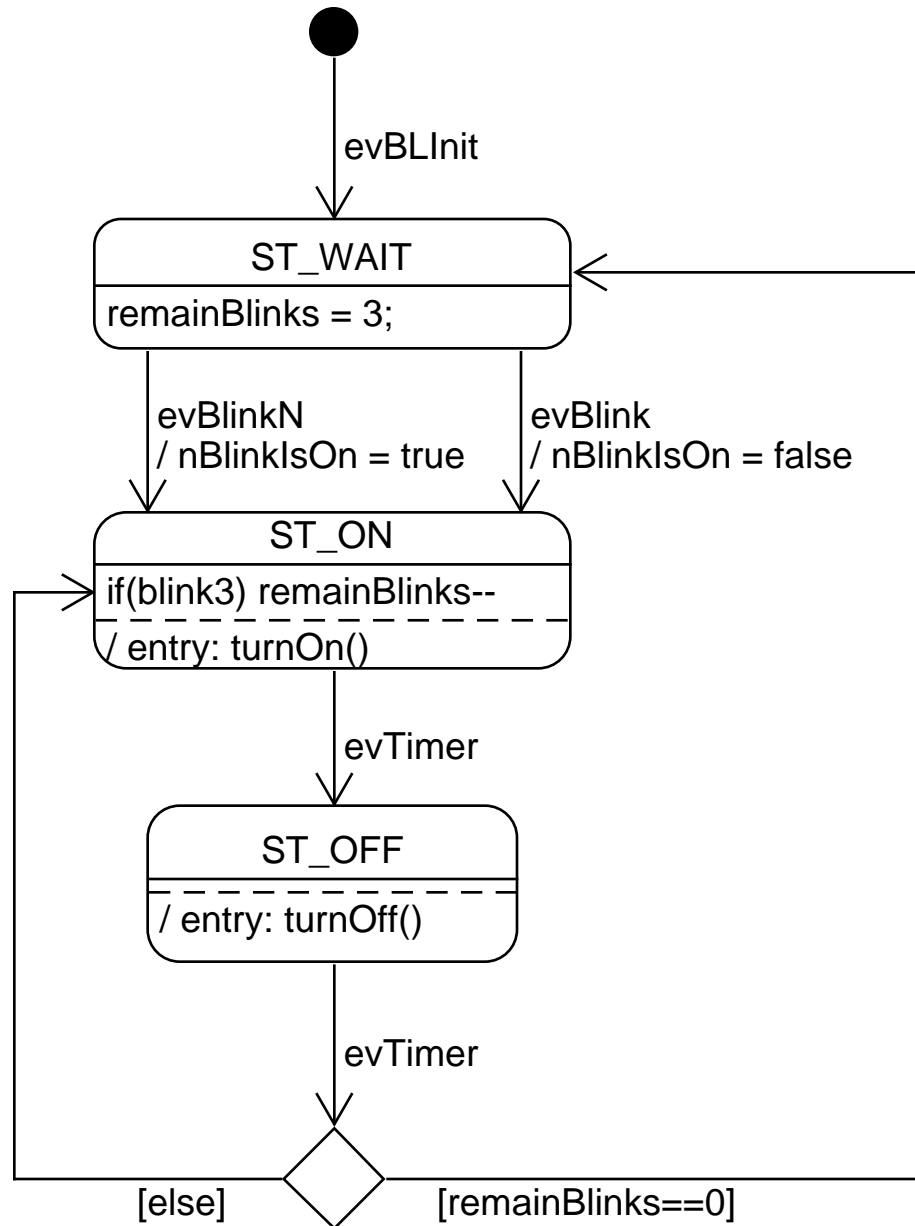 evBLInit
ST_WAIT
remainBlinks = 3;
evBlinkN
/ nBlinkIsOn = true
evBlink
/ nBlinkIsOn = false
ST_ON
if(blink3) remainBlinks--
/ entry: turnOn()
evTimer
ST_OFF
/ entry: turnOff()
evTimer
[else]
[remainBlinks==0]